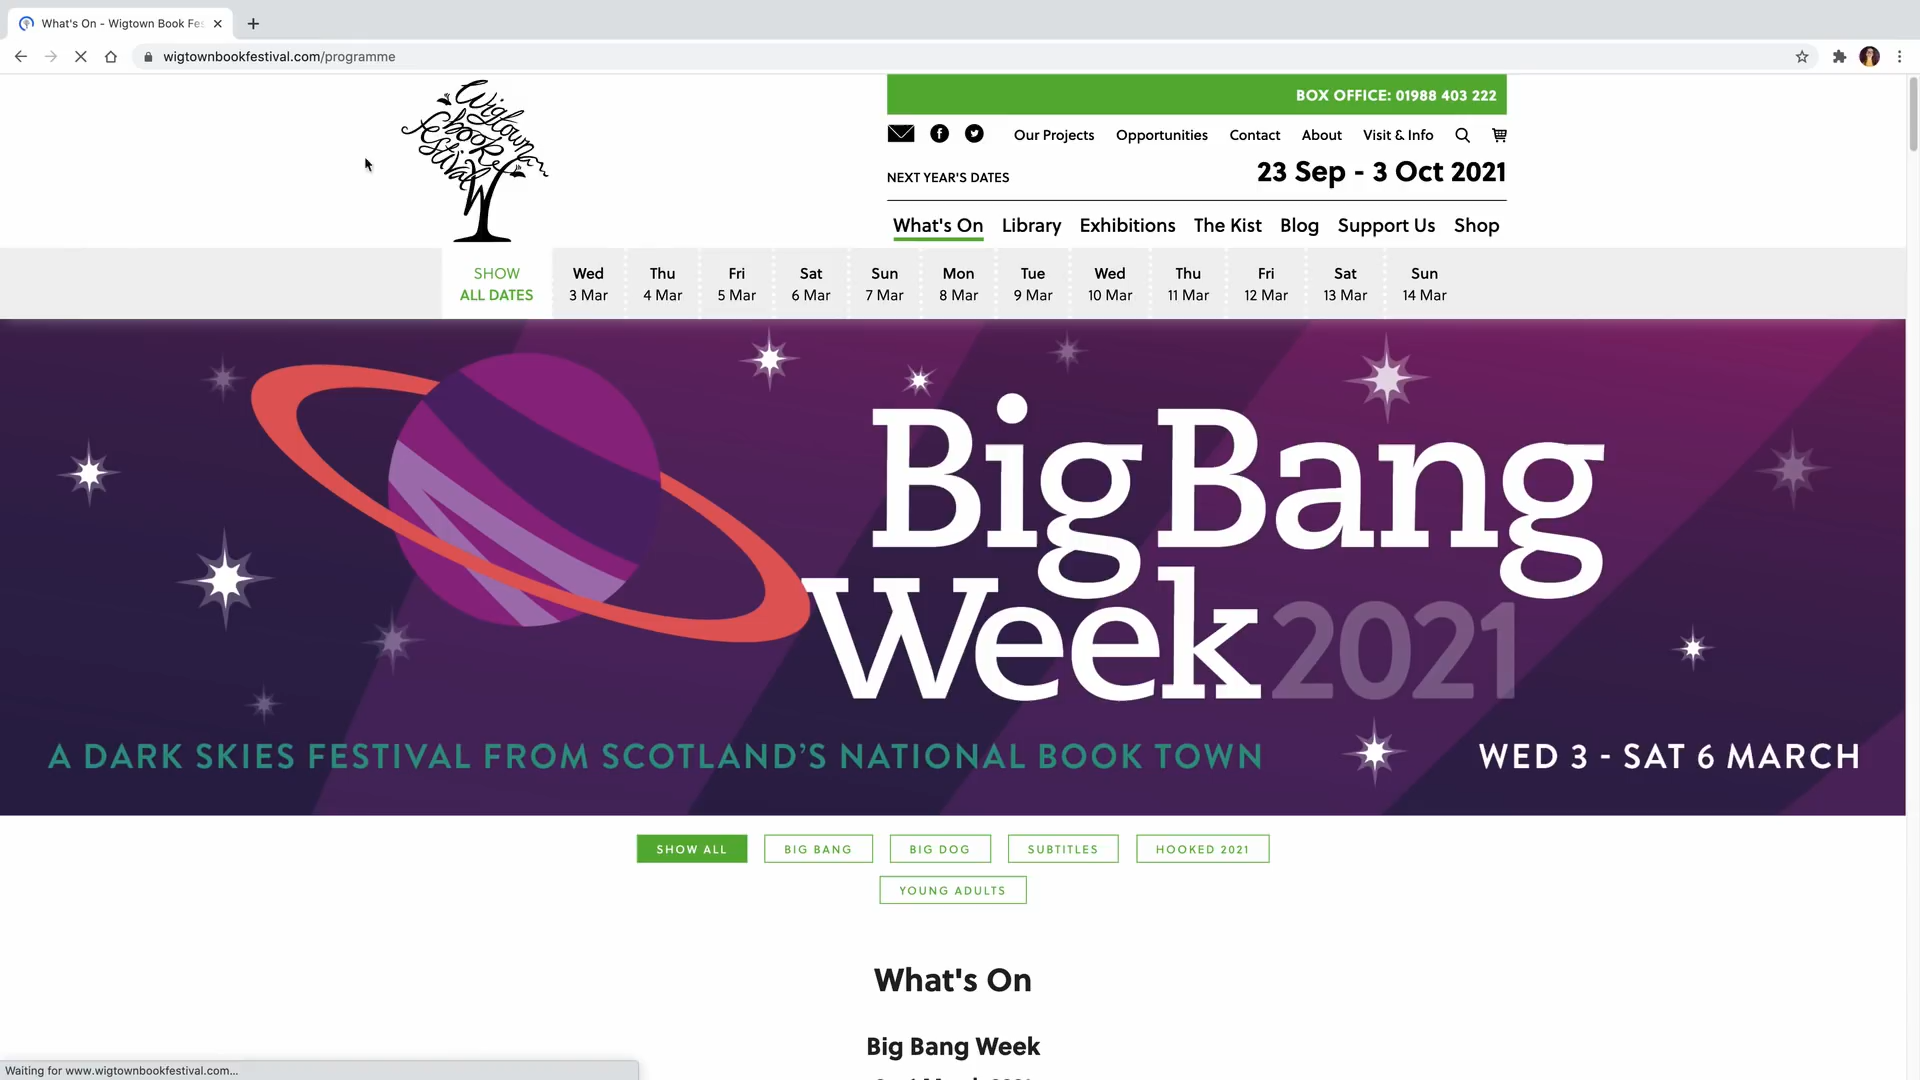 What's On - Wigtown Book Fes
wigtownbookfestival.com/programme
Wigtown
book
festival
BOX OFFICE: 01988 403 222
Our Projects Opportunities Contact About Visit & Info
NEXT YEAR'S DATES 23 Sep - 3 Oct 2021
What's On Library Exhibitions The Kist Blog Support Us Shop
SHOW Wed Thu Fri Sat Sun Mon Tue Wed Thu Fri Sat Sun
ALL DATES 3 Mar 4 Mar 5 Mar 6 Mar 7 Mar 8 Mar 9 Mar 10 Mar 11 Mar 12 Mar 13 Mar 14 Mar
Big Bang
Week 2021
A DARK SKIES FESTIVAL FROM SCOTLAND'S NATIONAL BOOK TOWN WED 3 - SAT 6 MARCH
SHOW ALL BIG BANG BIG DOG SUBTITLES HOOKED 2021
YOUNG ADULTS
What's On
Big Bang Week
Waiting for www.wigtownbookfestival.com...